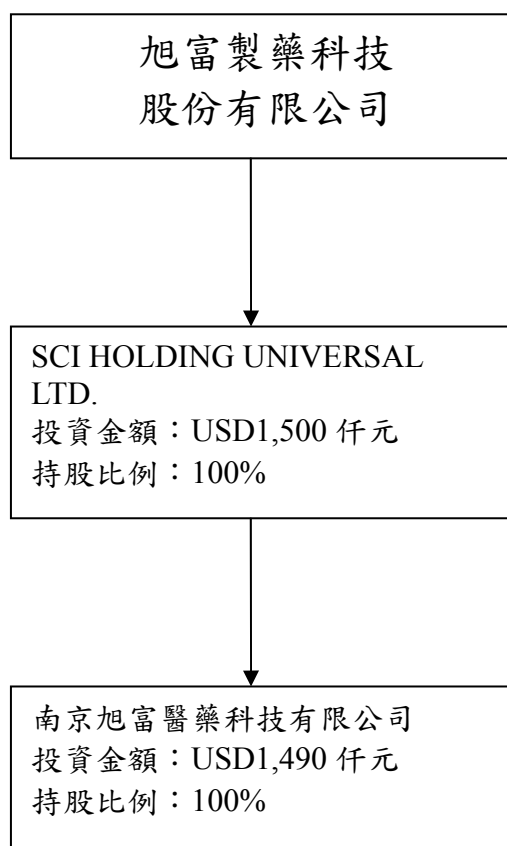 旭富製藥科技
股份有限公司
SCI HOLDING UNIVERSAL
LTD.
投資金額：USD1,500 仟元
持股比例：100%
南京旭富醫藥科技有限公司
投資金額：USD1,490 仟元
持股比例：100%